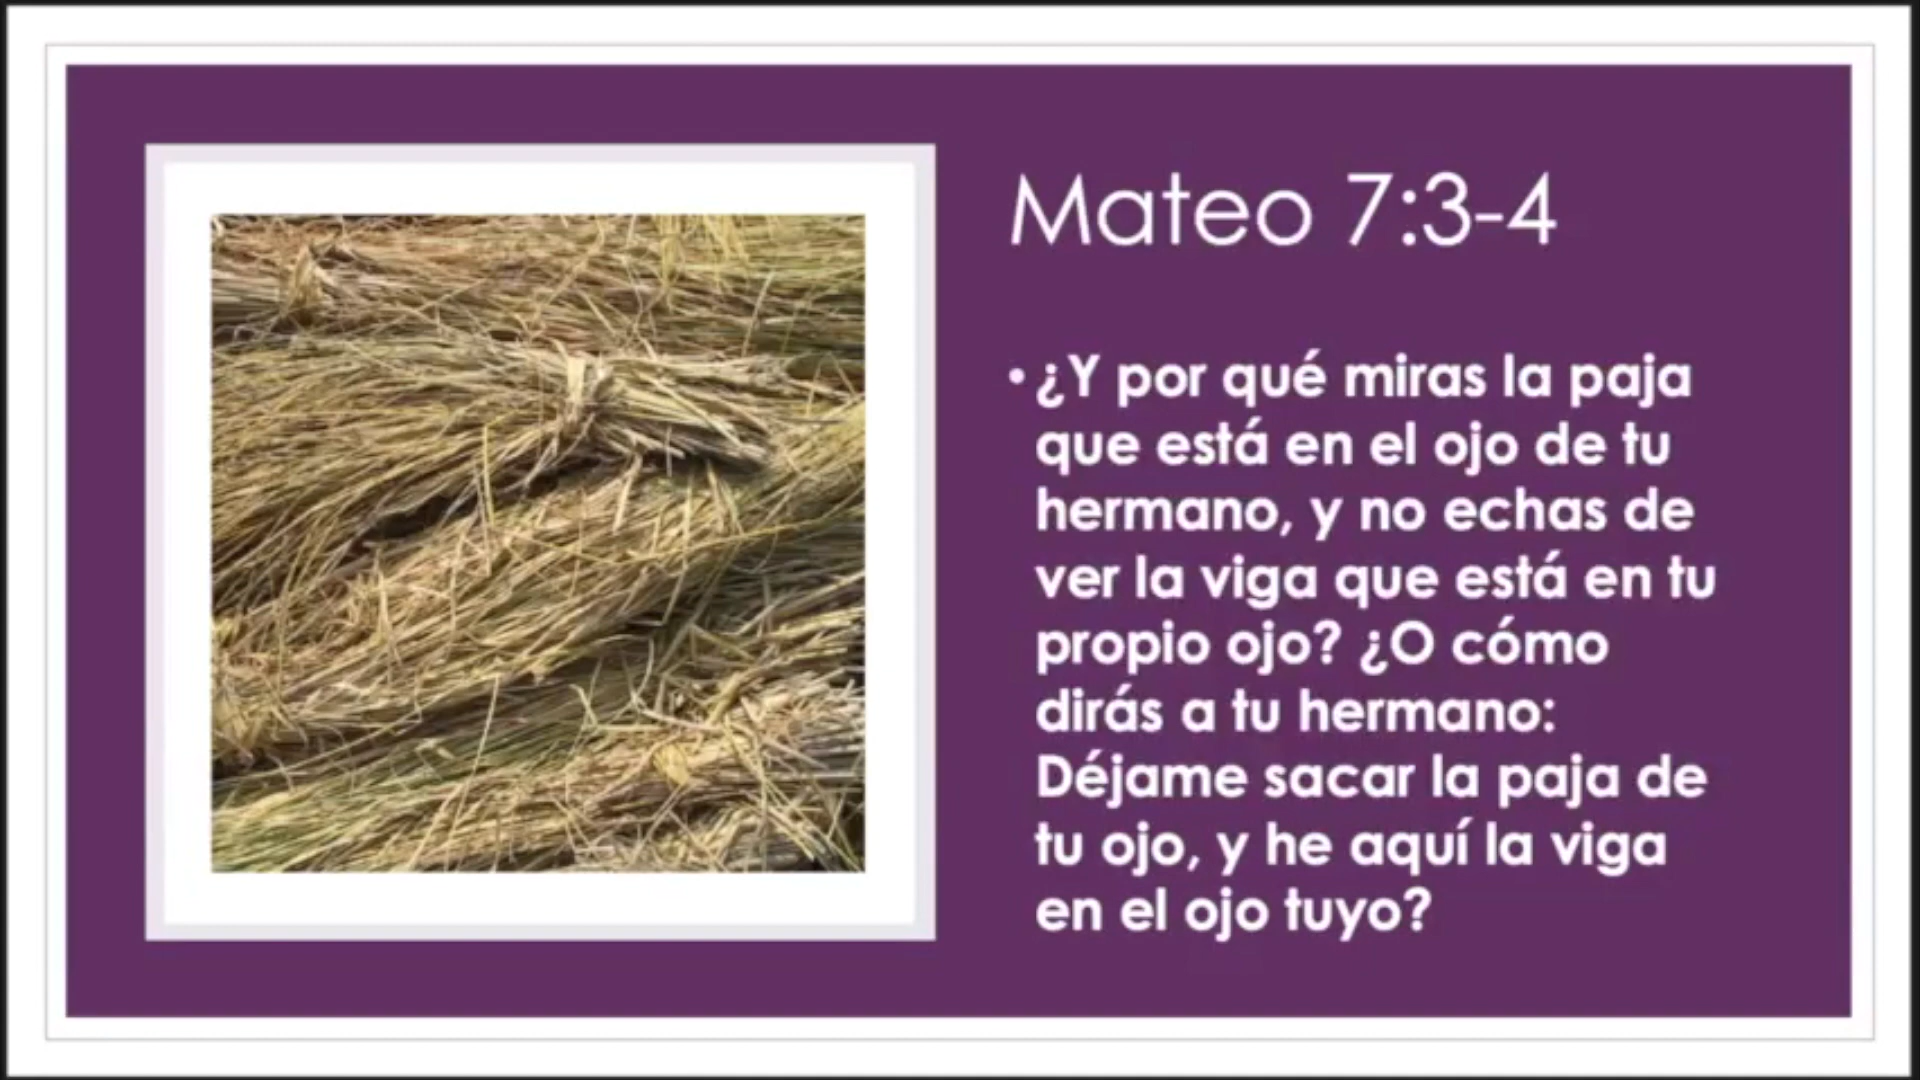 Mateo 7:3-4
• ¿Y por qué miras la paja
que está en el ojo de tu
hermano, y no echas de
ver la viga que está en tu
propio ojo? ¿O cómo
dirás a tu hermano:
Déjame sacar la paja de
tu ojo, y he aquí la viga
en el ojo tuyo?